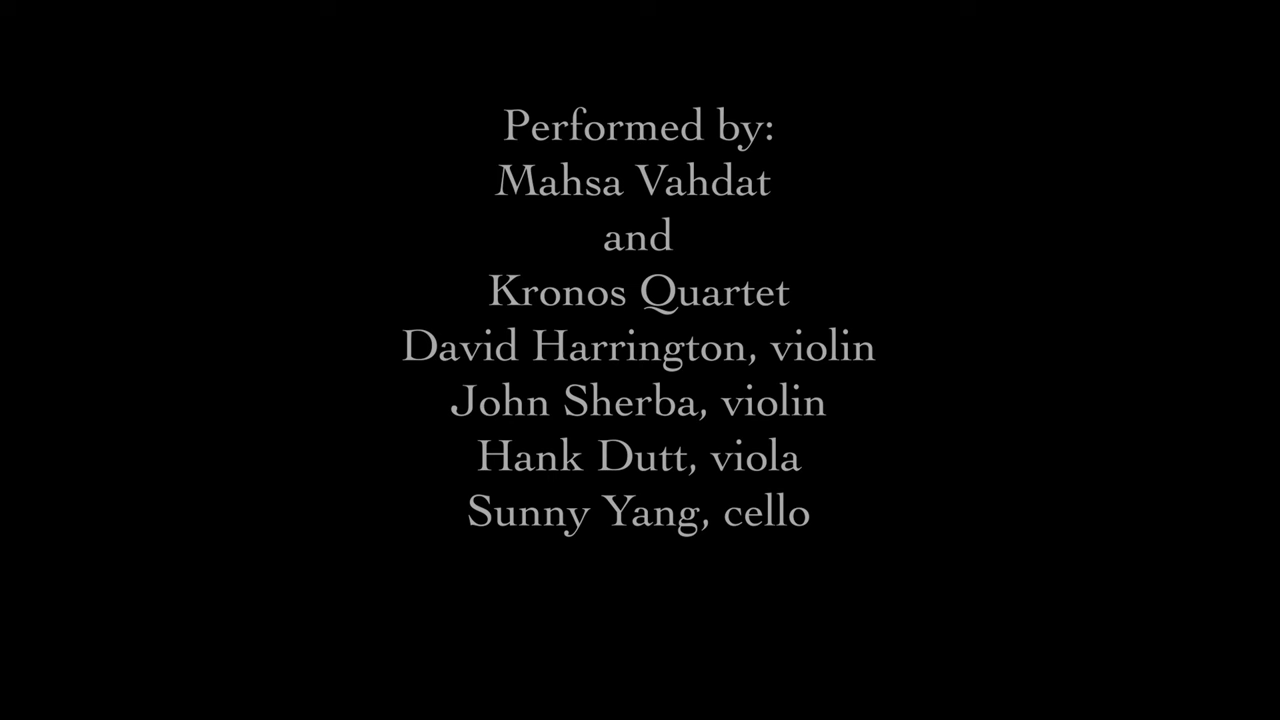 Performed by:
Mahsa Vahdat
and
Kronos Quartet
David Harrington, violin
John Sherba, violin
Hank Dutt, viola
Sunny Yang, cello